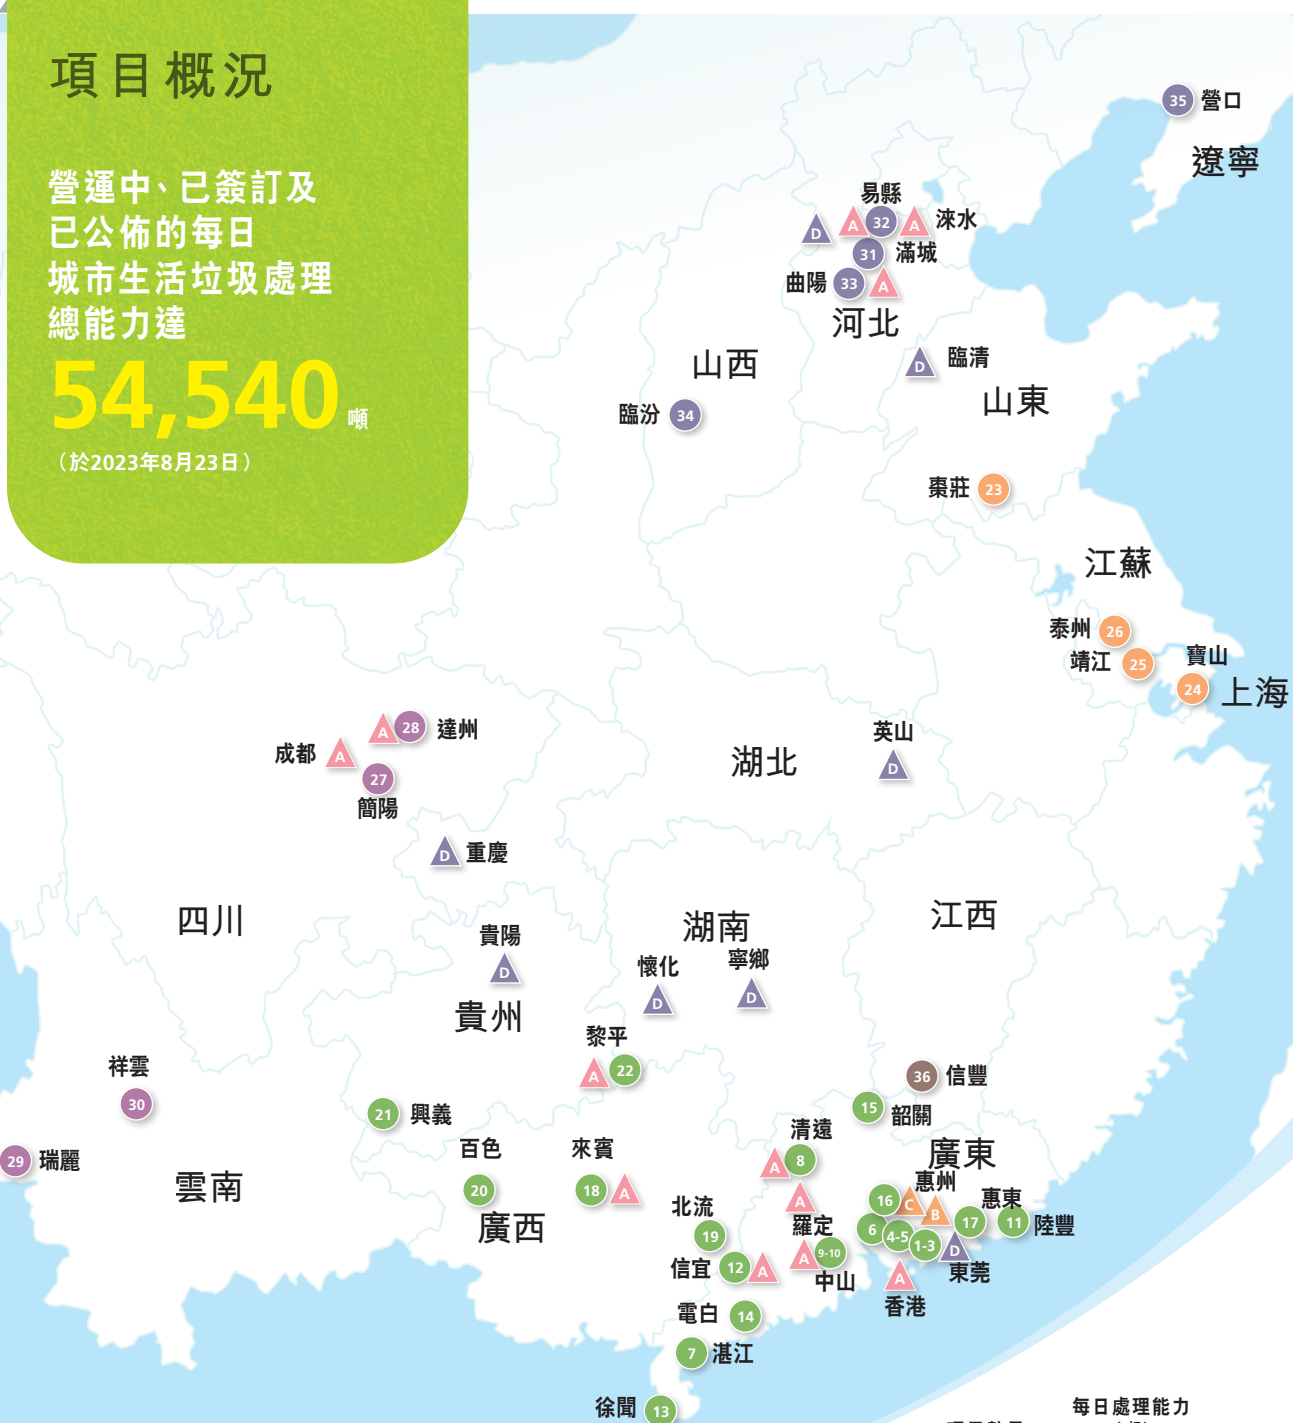 項目概況
營運中、已簽訂及
已公佈的每日
城市生活垃圾處理
總能力達
54,540 噸
（於2023年8月23日）
35 營口
遼寧
易縣
D A 32 A 淶水
31 滿城
曲陽 33 A
河北
山西
D 臨清
山東
臨汾 34
棗莊 23
江蘇
泰州 26
靖江 25
寶山
24 上海
A 28 達州
成都 A
27
簡陽
湖北
英山
D
D 重慶
四川
貴陽
D
貴州
湖南
懷化
D
寧鄉
D
江西
黎平
A 22
祥雲
30
21 興義
36 信豐
15 韶關
29 瑞麗
雲南
百色
20
來賓
18 A
廣西
清遠
A 8
A
羅定
A 9-10
中山
廣東
惠州
16 C B
惠東
17 11 陸豐
6 4-5 1-3 D
東莞
A
香港
北流
19
信宜 12 A
電白 14
7 湛江
徐聞 13
每日處理能力